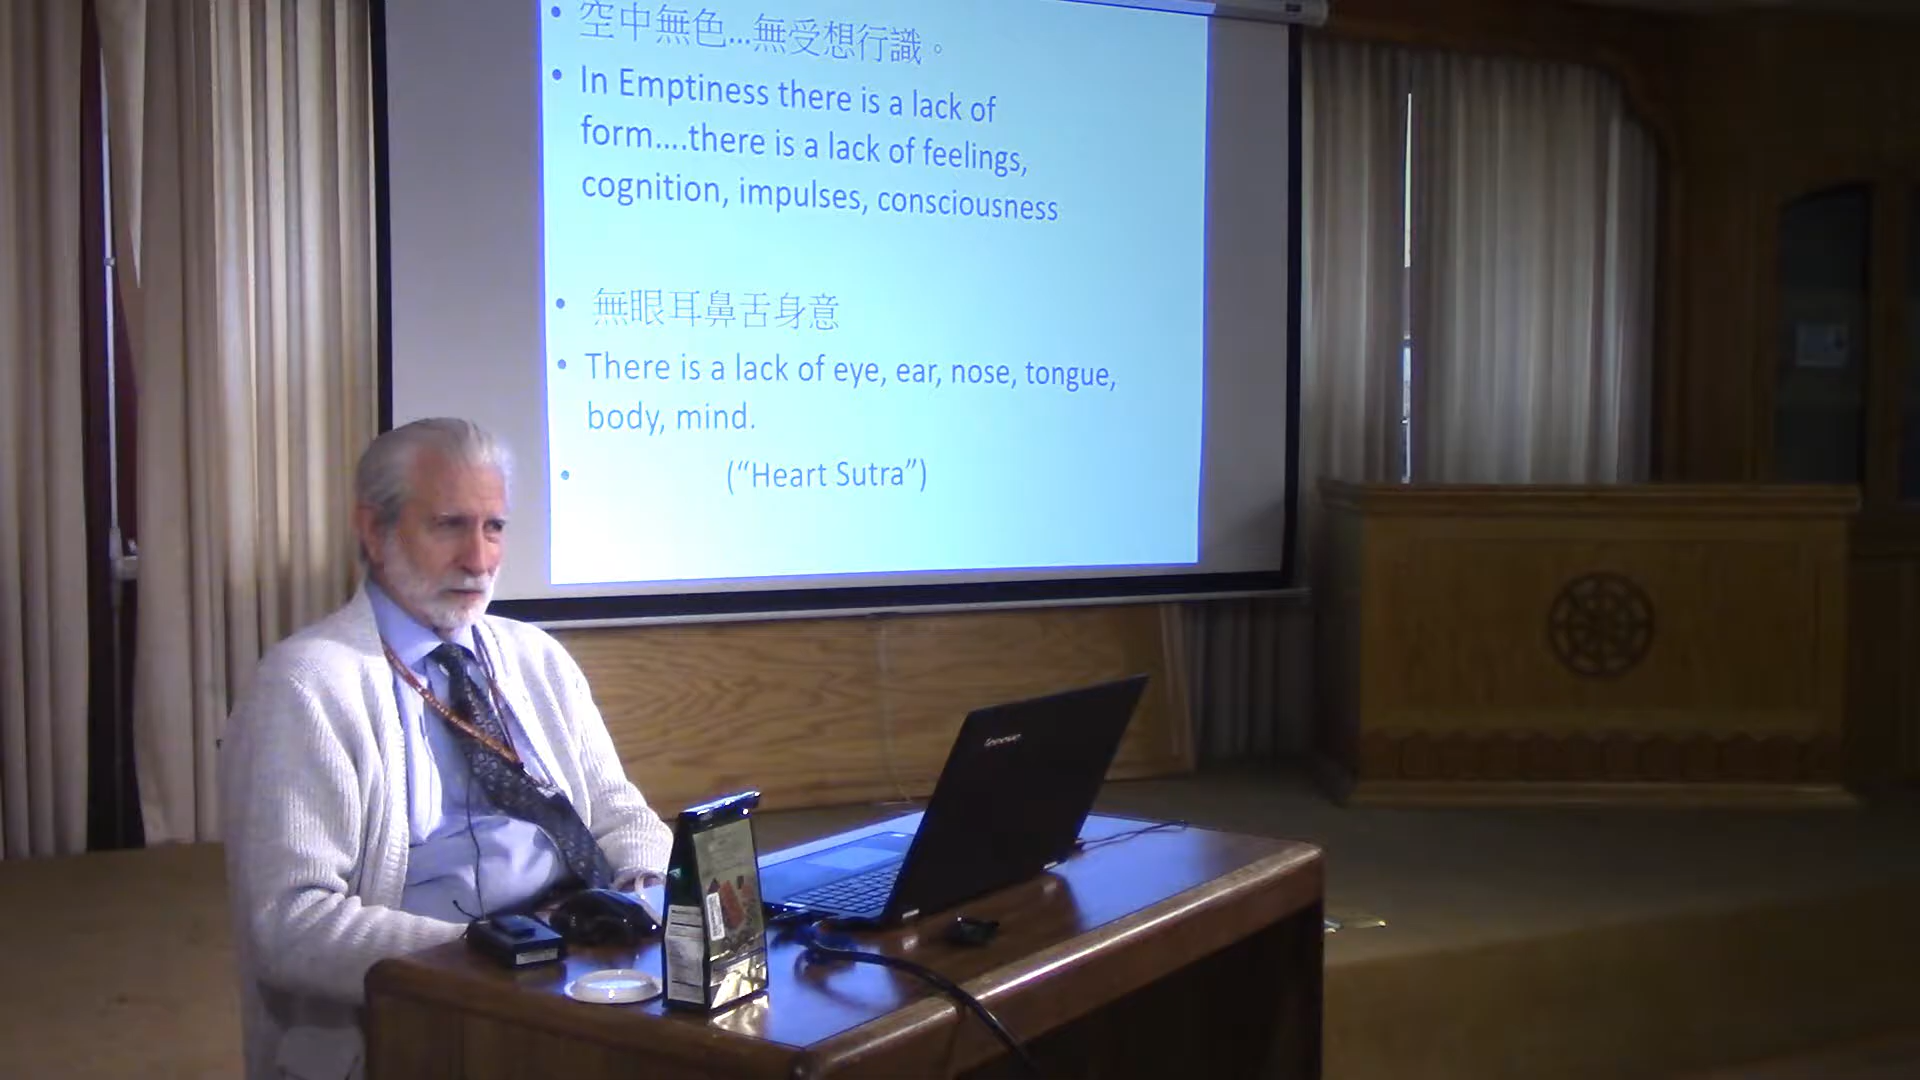 • 空中無色...無受想行識。
• In Emptiness there is a lack of
form....there is a lack of feelings,
cognition, impulses, consciousness
• 無眼耳鼻舌身意
• There is a lack of eye, ear, nose, tongue,
body, mind.
• (“Heart Sutra”)
lenovo